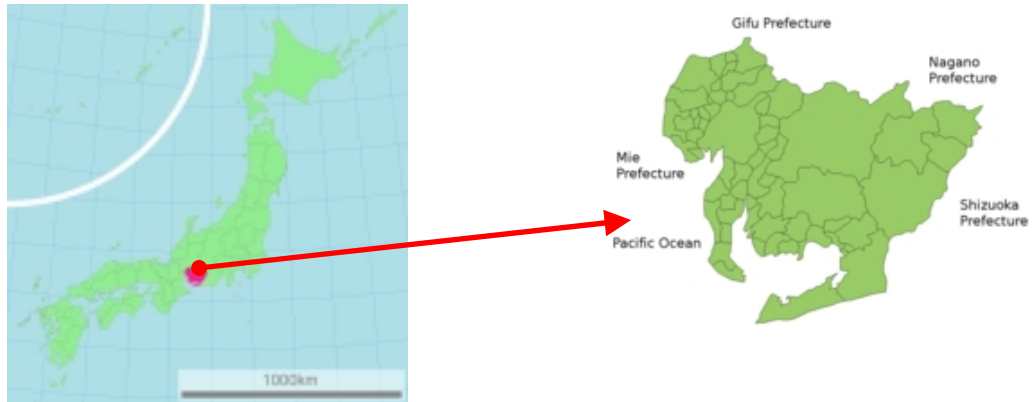 1000km
Gifu Prefecture
Nagano
Prefecture
Mie
Prefecture
Shizuoka
Prefecture
Pacific Ocean